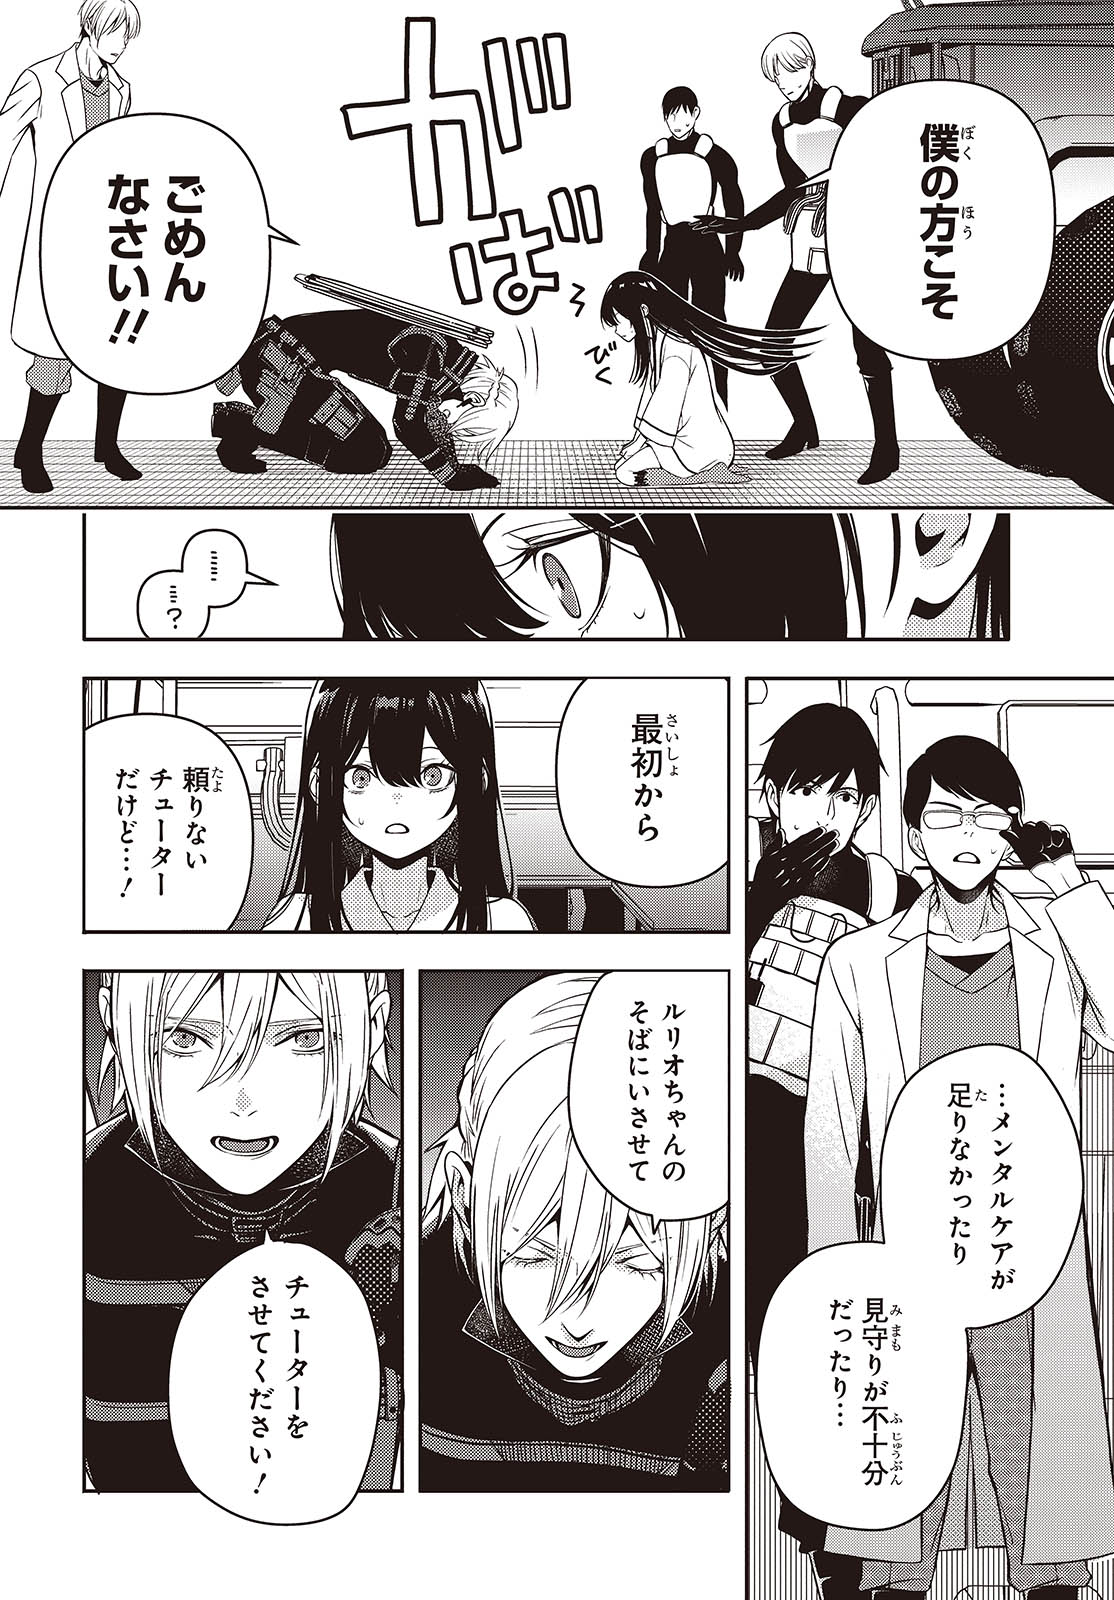 僕の方こそ
ガ
ば
びく
ごめん
なさい!!
……
…?
…メンタルケアが
足りなかったり
見守りが不十分
だったり…
最初から
頼りない
チューター
だけど…!
ルリオちゃんの
そばにいさせて
チューターを
させてください!